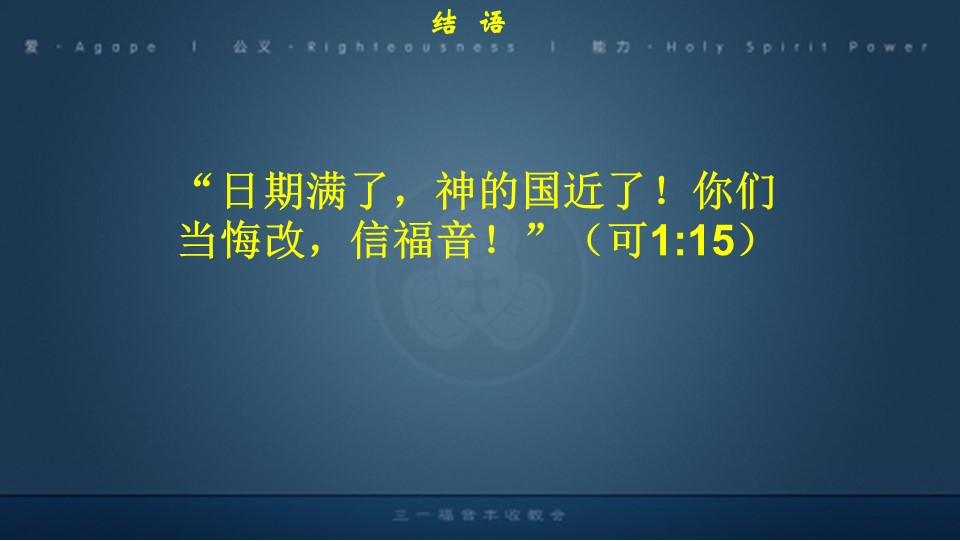 结 语
爱 · Agape | 公义 · Righteousness | 能力 · Holy Spirit Power
“日期满了，神的国近了！你们
当悔改，信福音！”（可1:15）
三一福音丰收教会